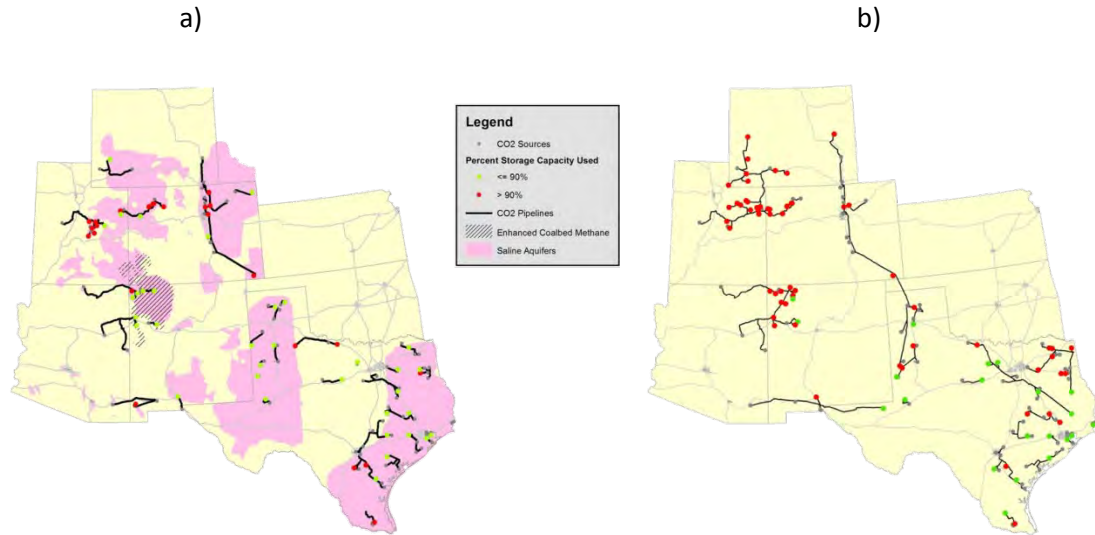 a)
b)
Legend
CO2 Sources
Percent Storage Capacity Used
<= 90%
> 90%
CO2 Pipelines
Enhanced Coalbed Methane
Saline Aquifers